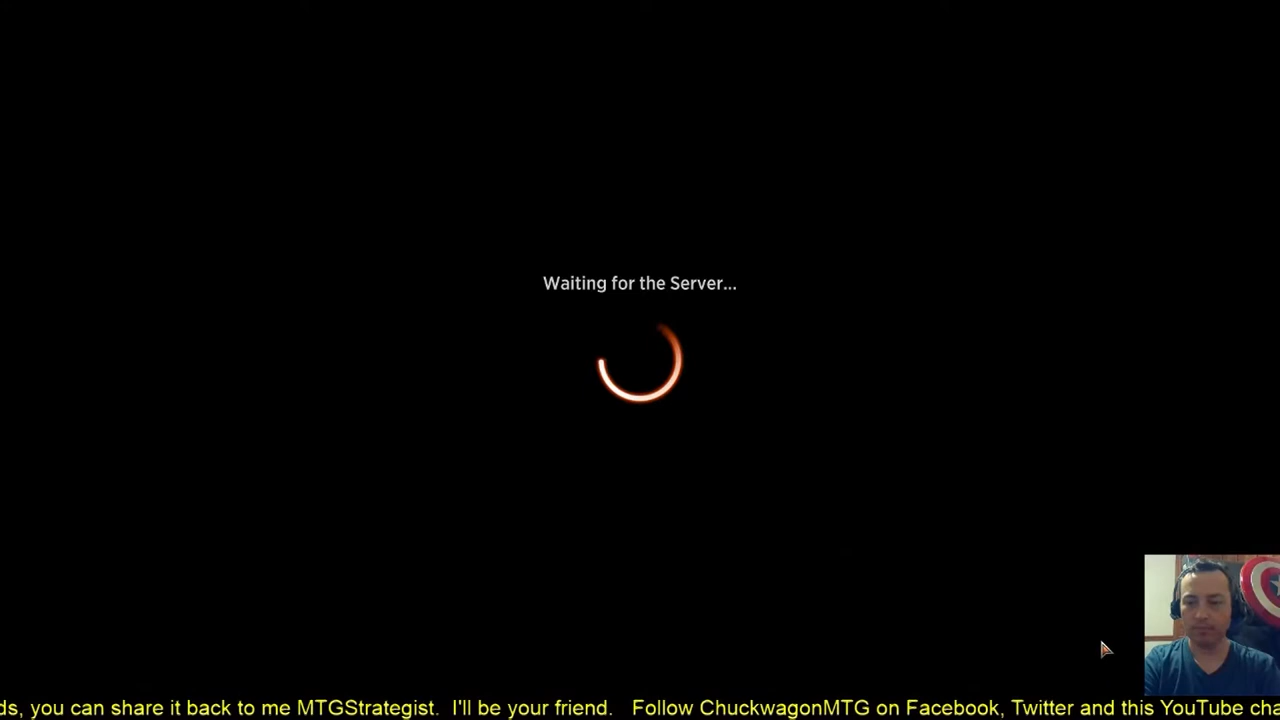 Waiting for the Server...
ds, you can share it back to me MTGStrategist. I'll be your friend. Follow ChuckwagonMTG on Facebook, Twitter and this YouTube cha